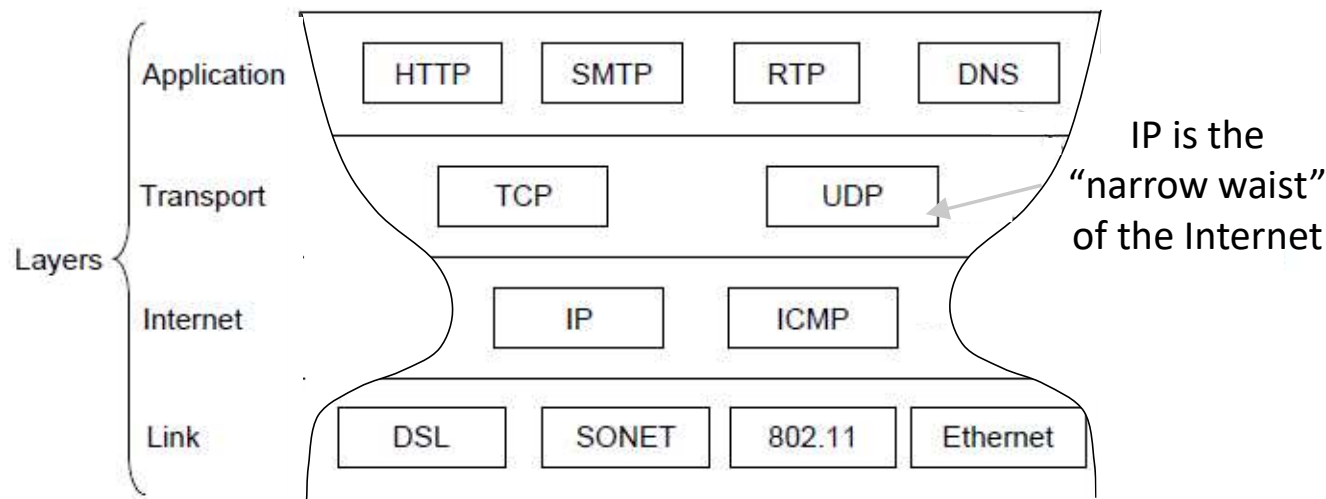 Application HTTP SMTP RTP DNS
IP is the
“narrow waist”
of the Internet
Transport TCP UDP
Layers
Internet IP ICMP
Link DSL SONET 802.11 Ethernet